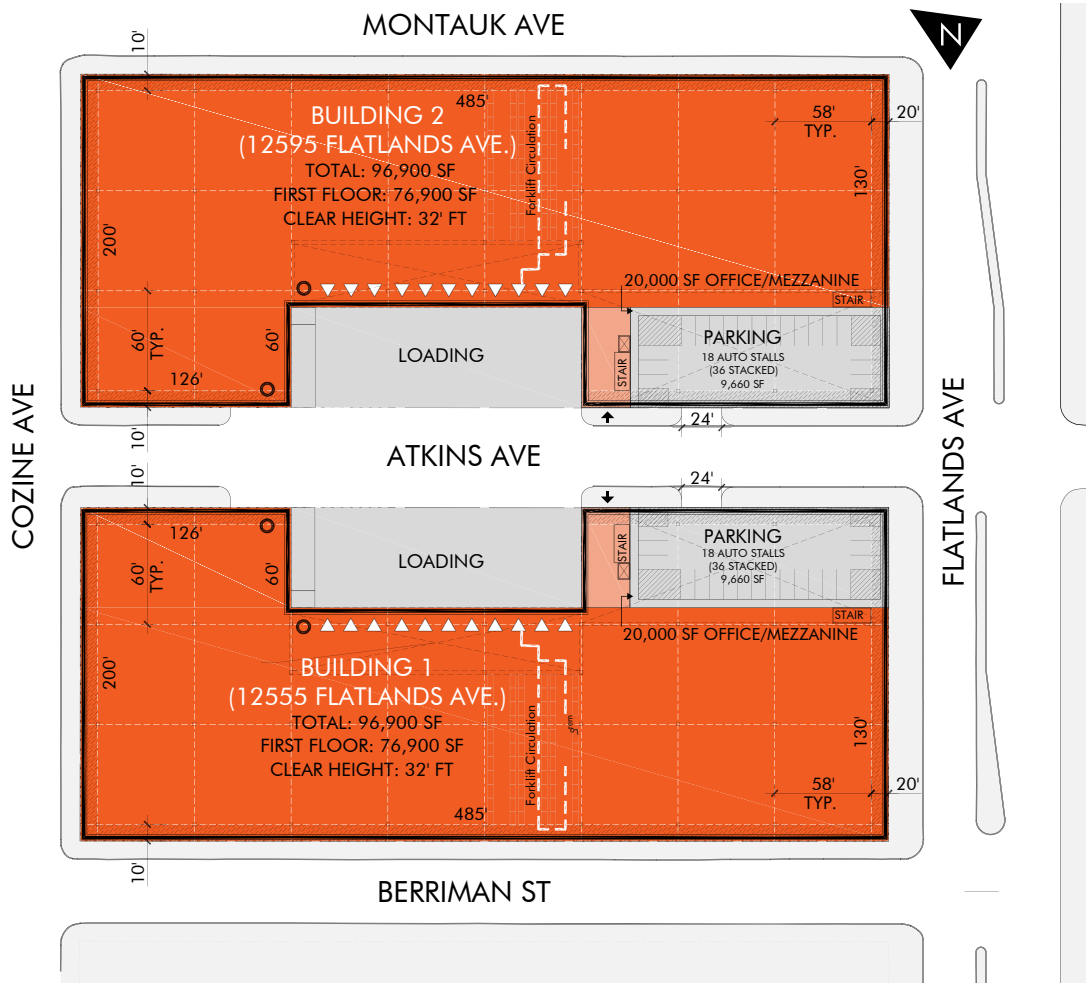 MONTAUK AVE
N
10'
485'
BUILDING 2
(12595 FLATLANDS AVE.)
TOTAL: 96,900 SF
FIRST FLOOR: 76,900 SF
CLEAR HEIGHT: 32' FT
Forklift Circulation
58'
TYP.
20'
130'
200'
20,000 SF OFFICE/MEZZANINE
STAIR
60'
TYP.
60'
126'
LOADING
STAIR
PARKING
18 AUTO STALLS
(36 STACKED)
9,660 SF
24'
10'
COZINE AVE
ATKINS AVE
FLATLANDS AVE
10'
24'
126'
60'
TYP.
60'
LOADING
STAIR
PARKING
18 AUTO STALLS
(36 STACKED)
9,660 SF
STAIR
20,000 SF OFFICE/MEZZANINE
200'
BUILDING 1
(12555 FLATLANDS AVE.)
TOTAL: 96,900 SF
FIRST FLOOR: 76,900 SF
CLEAR HEIGHT: 32' FT
Forklift Circulation
130'
58'
TYP.
20'
485'
10'
BERRIMAN ST